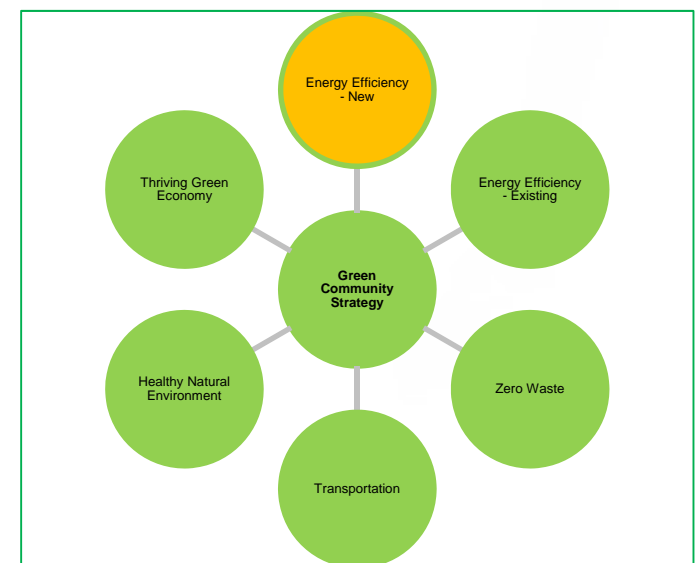 Energy Efficiency
- New
Thriving Green
Economy
Energy Efficiency
- Existing
Green
Community
Strategy
Healthy Natural
Environment
Zero Waste
Transportation